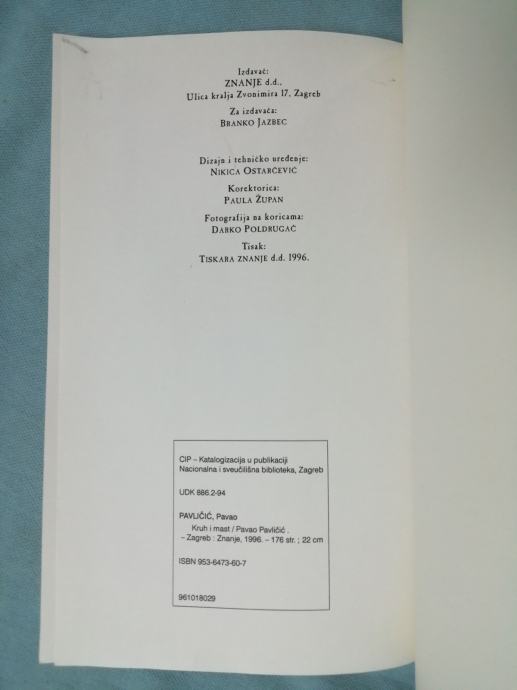 Izdavač:
ZNANJE d.d.,
Ulica kralja Zvonimira 17, Zagreb
Za izdavača:
BRANKO JAZBEC
Dizajn i tehničko uređenje:
NIKICA OSTARČEVIĆ
Korektorica:
PAULA ŽUPAN
Fotografija na koricama:
DARKO POLDRUGAČ
Tisak:
TISKARA ZNANJE d.d. 1996.
CIP – Katalogizacija u publikaciji
Nacionalna i sveučilišna biblioteka, Zagreb
UDK 886.2-94
PAVLIČIĆ, Pavao
Kruh i mast / Pavao Pavličić .
– Zagreb : Znanje, 1996. – 176 str. ; 22 cm
ISBN 953-6473-60-7
961018029